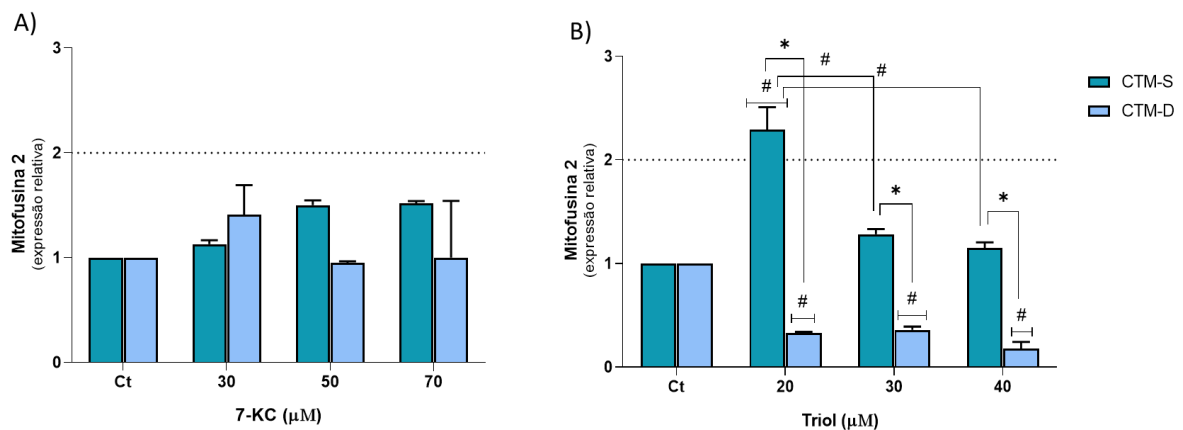 A)
3
2
1
0
Mitofusina 2
(expressão relativa)
Ct
30
50
70
7-KC (μM)
B)
3
2
1
0
Mitofusina 2
(expressão relativa)
*
#
#
#
*
*
#
#
#
Ct
20
30
40
Triol (μM)
CTM-S
CTM-D